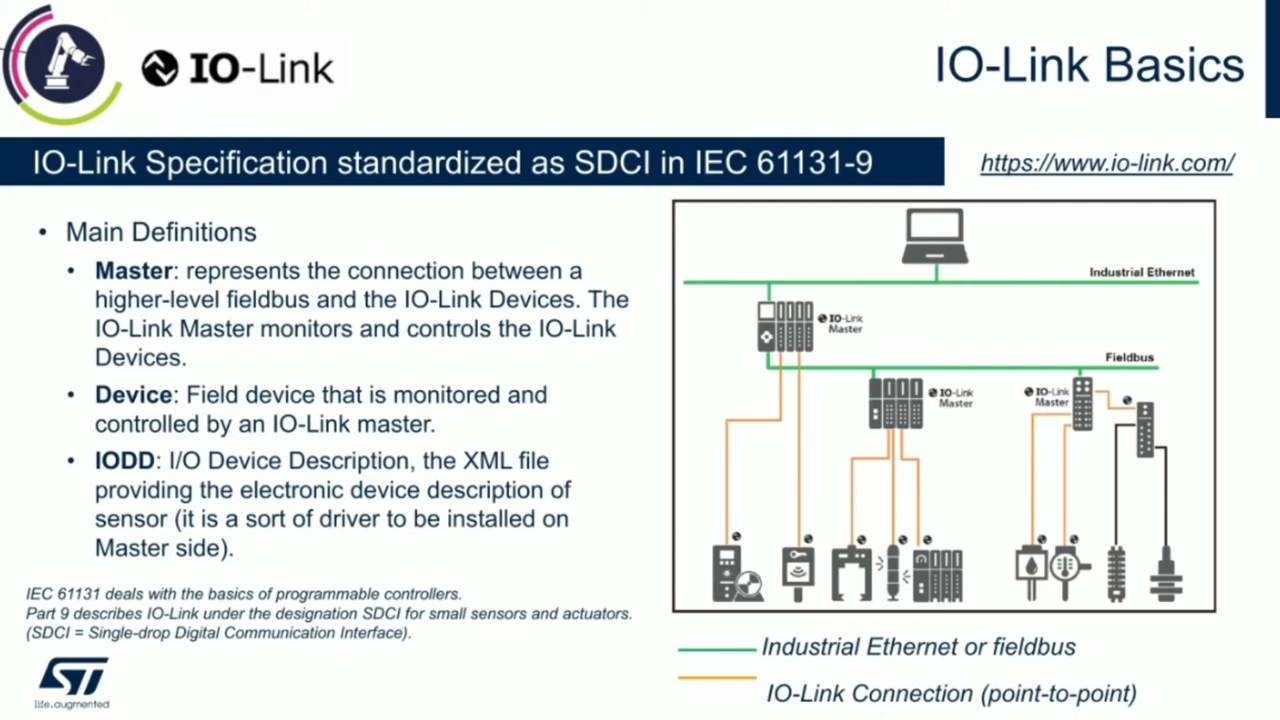 IO-Link
IO-Link Basics
IO-Link Specification standardized as SDCI in IEC 61131-9
https://www.io-link.com/
• Main Definitions
• Master: represents the connection between a
higher-level fieldbus and the IO-Link Devices. The
IO-Link Master monitors and controls the IO-Link
Devices.
• Device: Field device that is monitored and
controlled by an IO-Link master.
• IODD: I/O Device Description, the XML file
providing the electronic device description of
sensor (it is a sort of driver to be installed on
Master side).
IEC 61131 deals with the basics of programmable controllers.
Part 9 describes IO-Link under the designation SDCI for small sensors and actuators.
(SDCI = Single-drop Digital Communication Interface).
ST
life.augmented
Industrial Ethernet
IO-Link
Master
Fieldbus
IO-Link
Master
IO-Link
Master
Industrial Ethernet or fieldbus
IO-Link Connection (point-to-point)